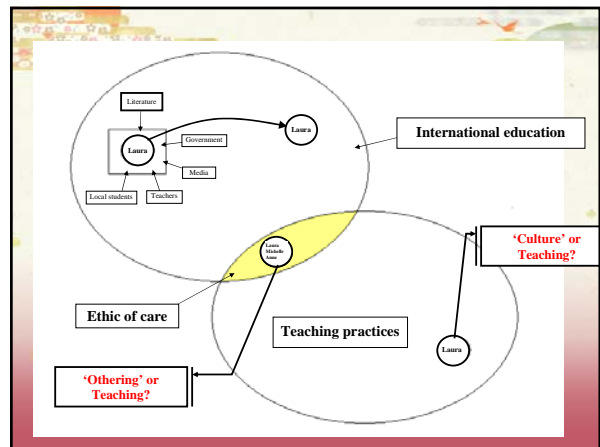 Literature
Laura
Government
Media
Local students
Teachers
Laura
International education
Laura
Michelle
Anne
Ethic of care
Teaching practices
'Culture' or
Teaching?
Laura
'Othering' or
Teaching?